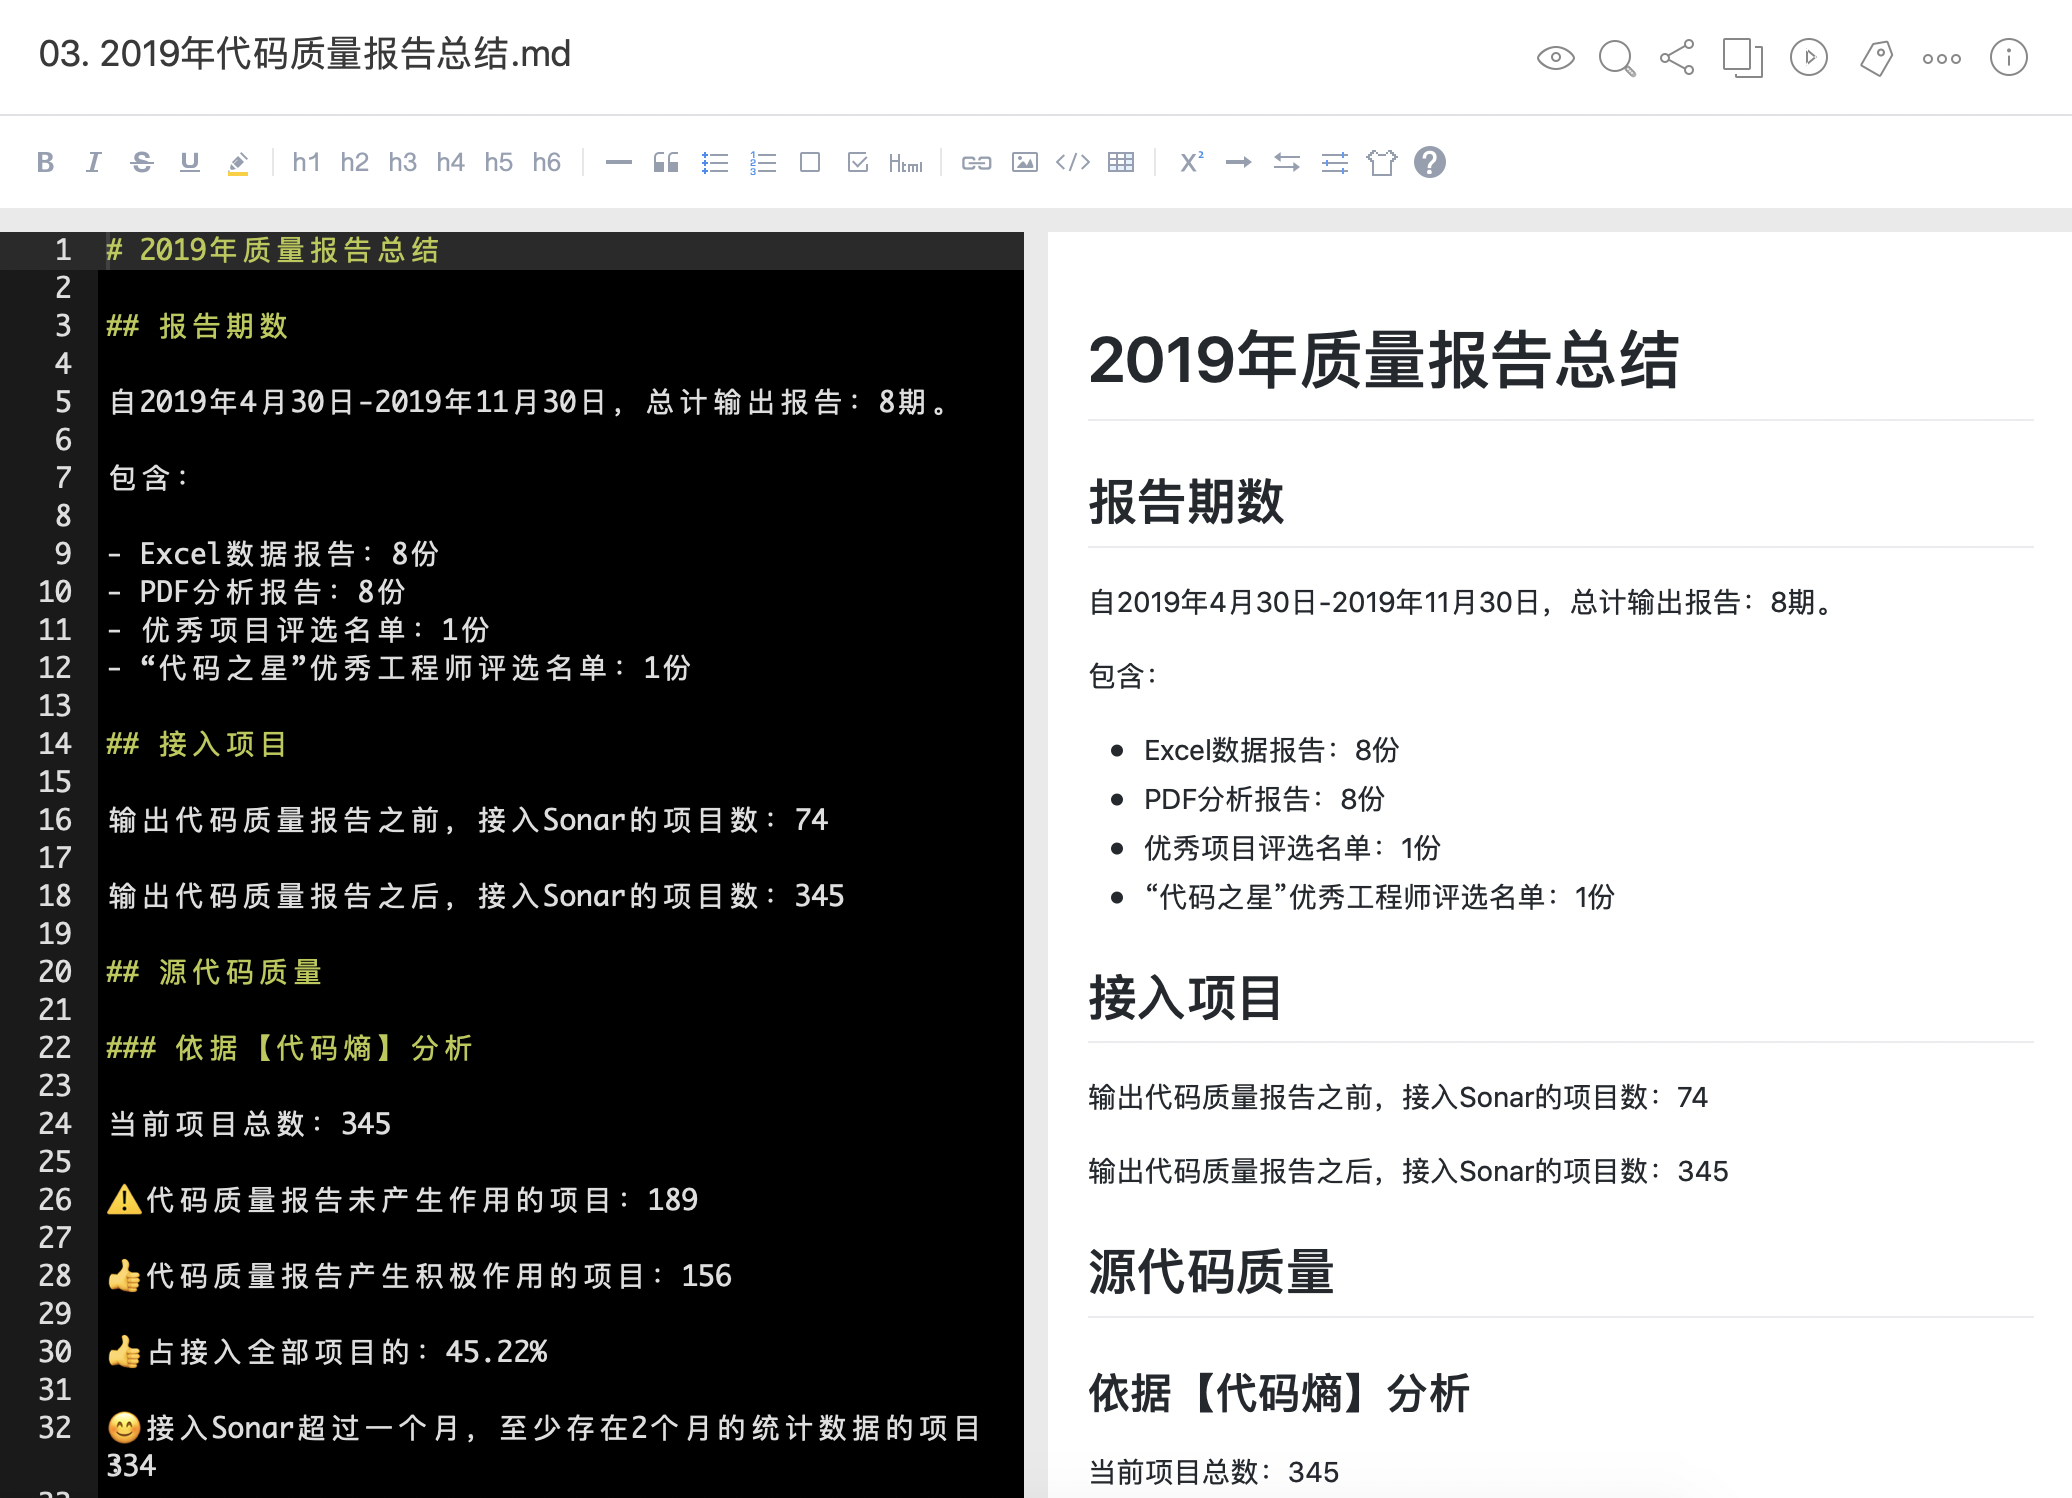 03. 2019年代码质量报告总结.md
B I S U h1 h2 h3 h4 h5 h6 Html X² ?
1 # 2019年质量报告总结
2
3 ## 报告期数
4
5 自2019年4月30日-2019年11月30日，总计输出报告：8期。
6
7 包含：
8
9 - Excel数据报告：8份
10 - PDF分析报告：8份
11 - 优秀项目评选名单：1份
12 - “代码之星”优秀工程师评选名单：1份
13
14 ## 接入项目
15
16 输出代码质量报告之前，接入Sonar的项目数：74
17
18 输出代码质量报告之后，接入Sonar的项目数：345
19
20 ## 源代码质量
21
22 ### 依据【代码熵】分析
23
24 当前项目总数：345
25
26 ⚠️代码质量报告未产生作用的项目：189
27
28 👍代码质量报告产生积极作用的项目：156
29
30 👍占接入全部项目的：45.22%
31
32 😊接入Sonar超过一个月，至少存在2个月的统计数据的项目
334
2019年质量报告总结
报告期数
自2019年4月30日-2019年11月30日，总计输出报告：8期。
包含：
• Excel数据报告：8份
• PDF分析报告：8份
• 优秀项目评选名单：1份
• “代码之星”优秀工程师评选名单：1份
接入项目
输出代码质量报告之前，接入Sonar的项目数：74
输出代码质量报告之后，接入Sonar的项目数：345
源代码质量
依据【代码熵】分析
当前项目总数：345